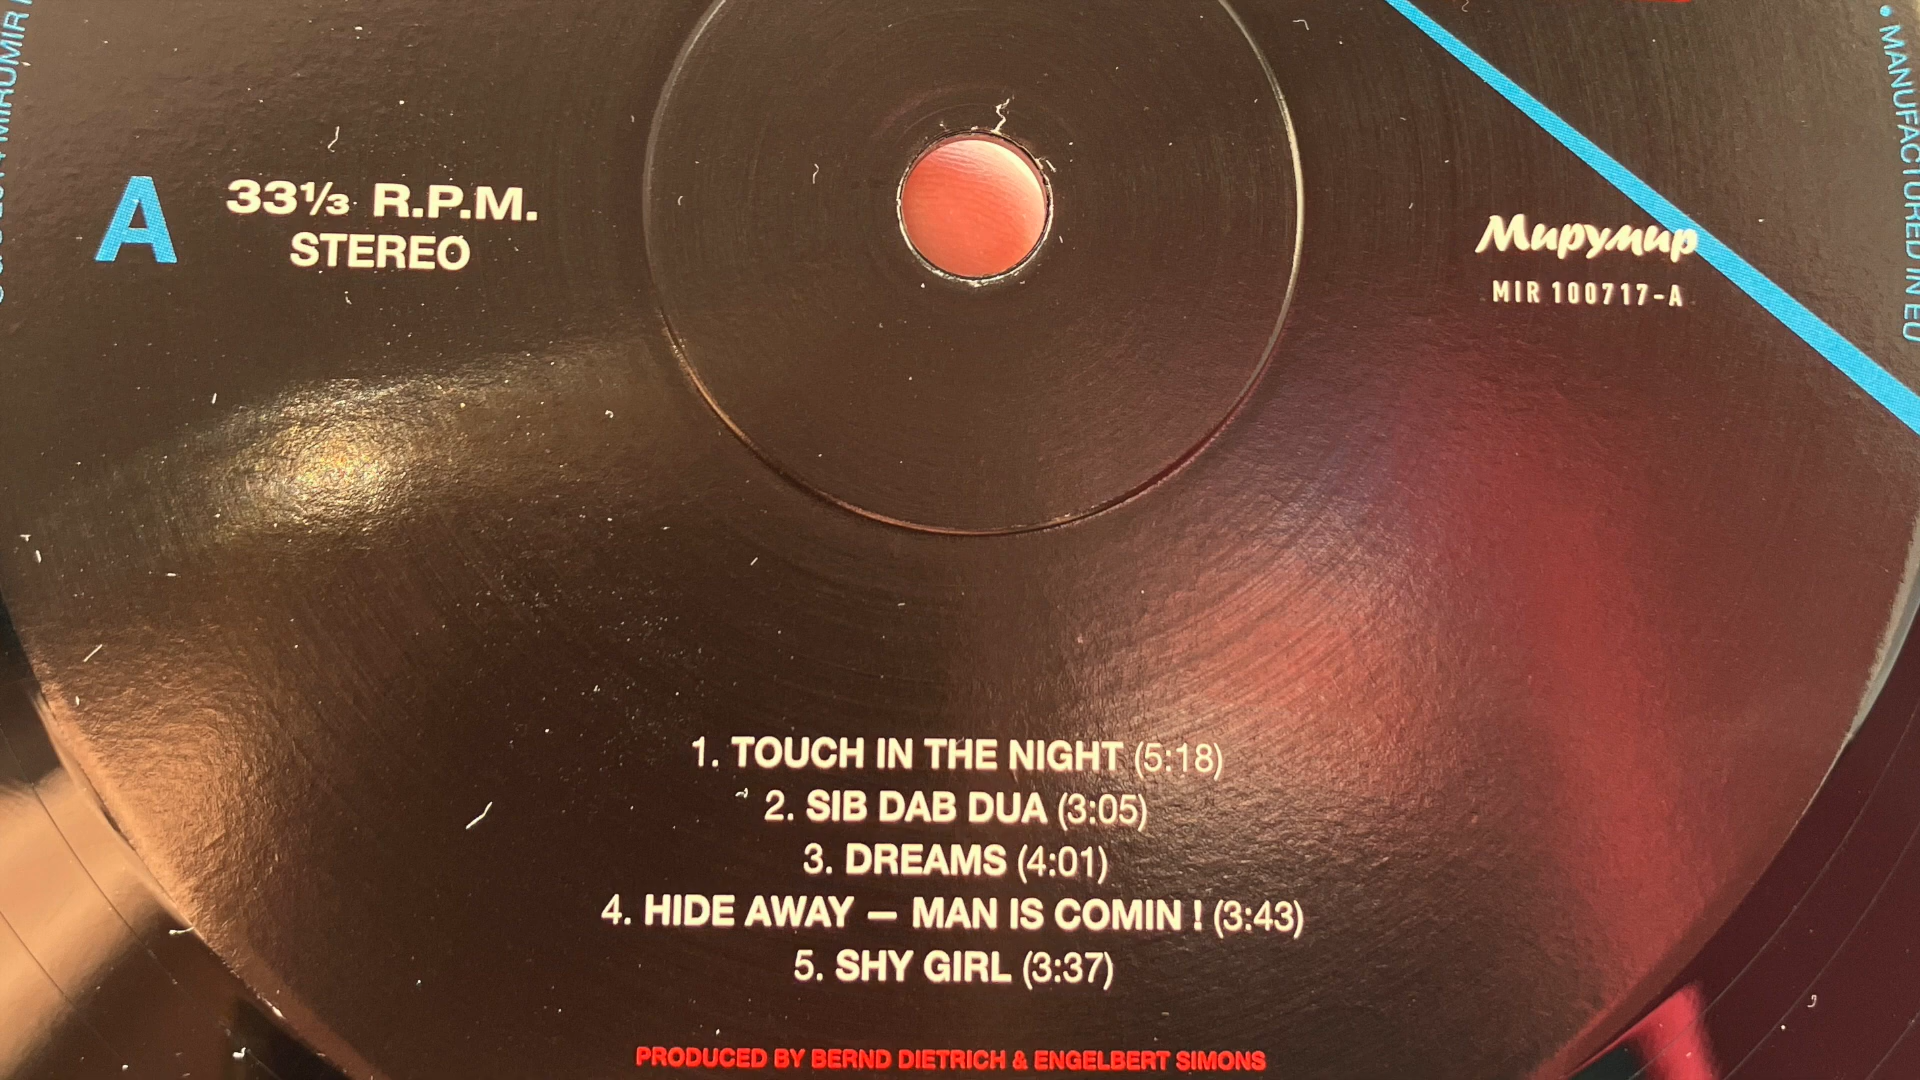 A
33⅓ R.P.M.
STEREO
Мирумир
MIR 100717-A
• MANUFACTURED IN EU
1. TOUCH IN THE NIGHT (5:18)
2. SIB DAB DUA (3:05)
3. DREAMS (4:01)
4. HIDE AWAY — MAN IS COMIN ! (3:43)
5. SHY GIRL (3:37)
PRODUCED BY BERND DIETRICH & ENGELBERT SIMONS